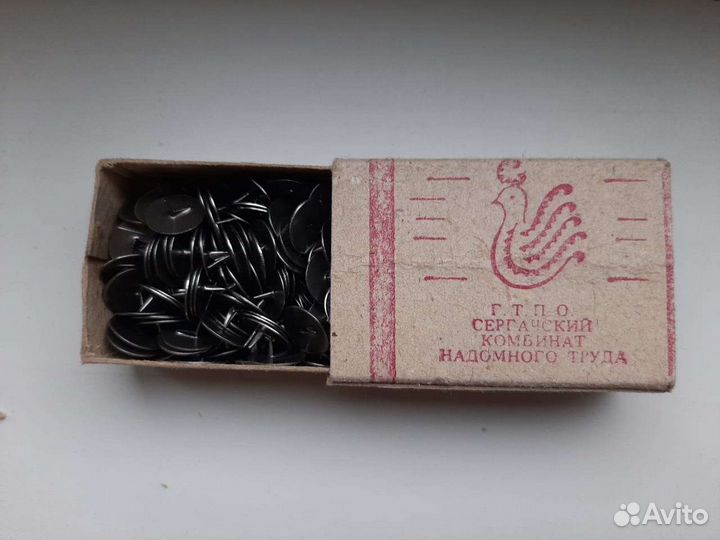 Г. Т. П. О.
СЕРГАЧСКИЙ
КОМБИНАТ
НАДОМНОГО ТРУДА
Avito